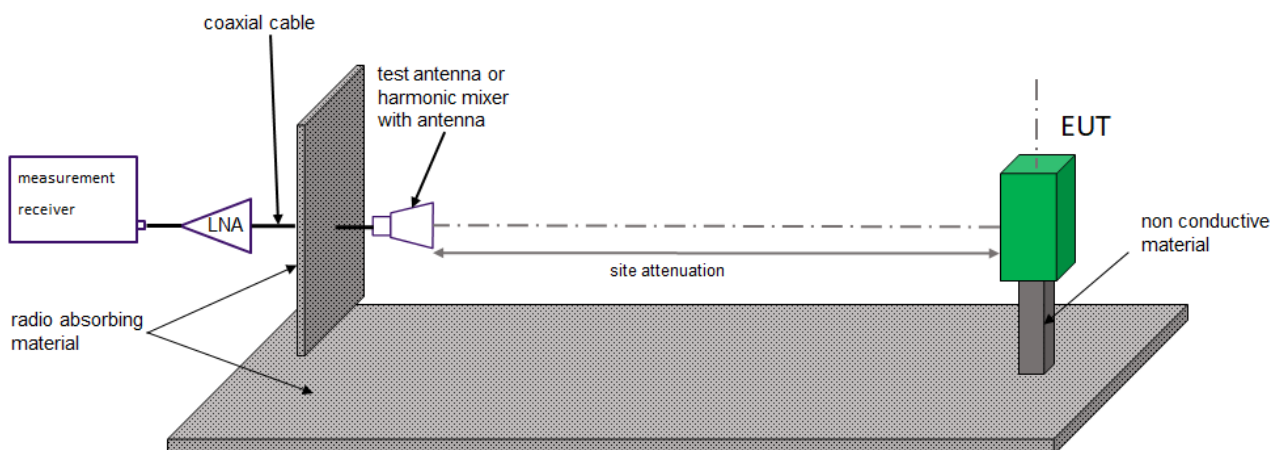 coaxial cable
test antenna or
harmonic mixer
with antenna
EUT
measurement
receiver
LNA
non conductive
material
site attenuation
radio absorbing
material